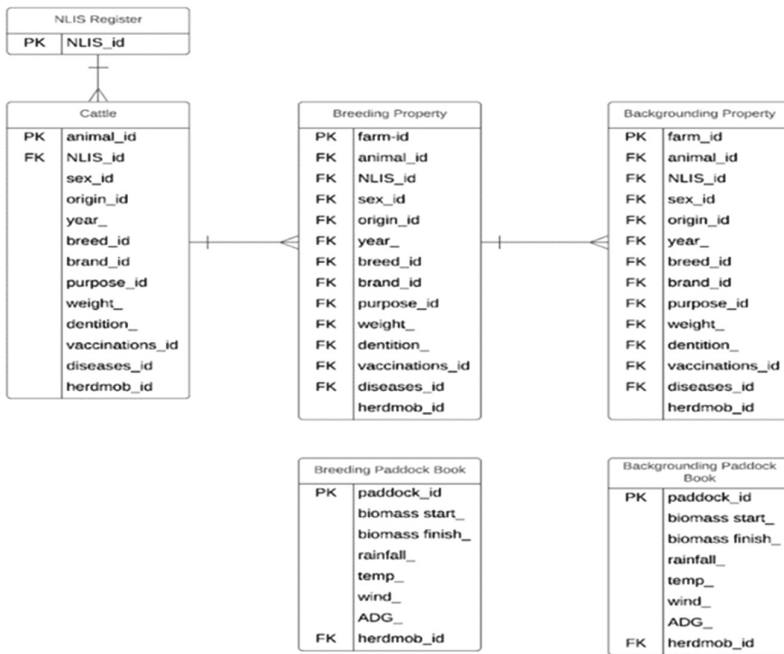 NLIS Register
PK NLIS_id
Cattle
PK animal_id
FK NLIS_id
sex_id
origin_id
year_
breed_id
brand_id
purpose_id
weight_
dentition_
vaccinations_id
diseases_id
herdmob_id
Breeding Property
PK farm-id
FK animal_id
FK NLIS_id
FK sex_id
FK origin_id
FK year_
FK breed_id
FK brand_id
FK purpose_id
FK weight_
FK dentition_
FK vaccinations_id
FK diseases_id
herdmob_id
Backgrounding Property
PK farm_id
FK animal_id
FK NLIS_id
FK sex_id
FK origin_id
FK year_
FK breed_id
FK brand_id
FK purpose_id
FK weight_
FK dentition_
FK vaccinations_id
FK diseases_id
herdmob_id
Breeding Paddock Book
PK paddock_id
biomass start_
biomass finish_
rainfall_
temp_
wind_
ADG_
FK herdmob_id
Backgrounding Paddock
Book
PK paddock_id
biomass start_
biomass finish_
rainfall_
temp_
wind_
ADG_
FK herdmob_id